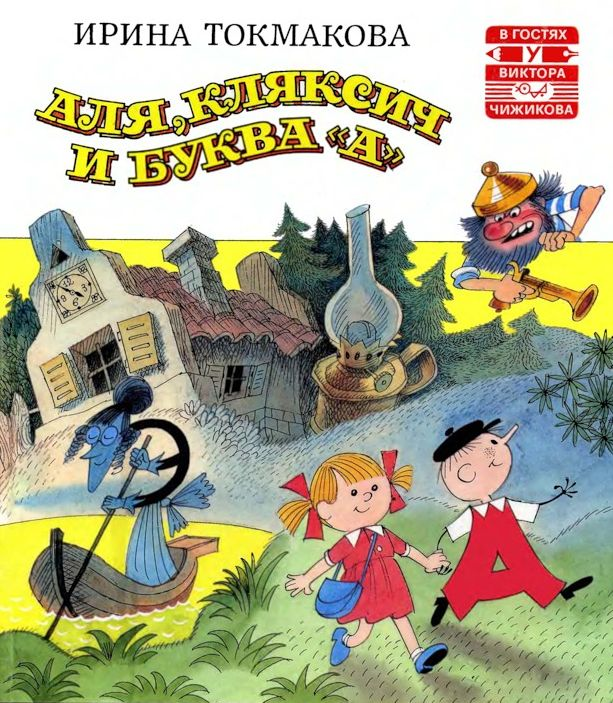 ИРИНА ТОКМАКОВА
В ГОСТЯХ
У
ВИКТОРА
ЧИЖИКОВА
АЛЯ, КЛЯКСИЧ
И БУКВА «А»
А